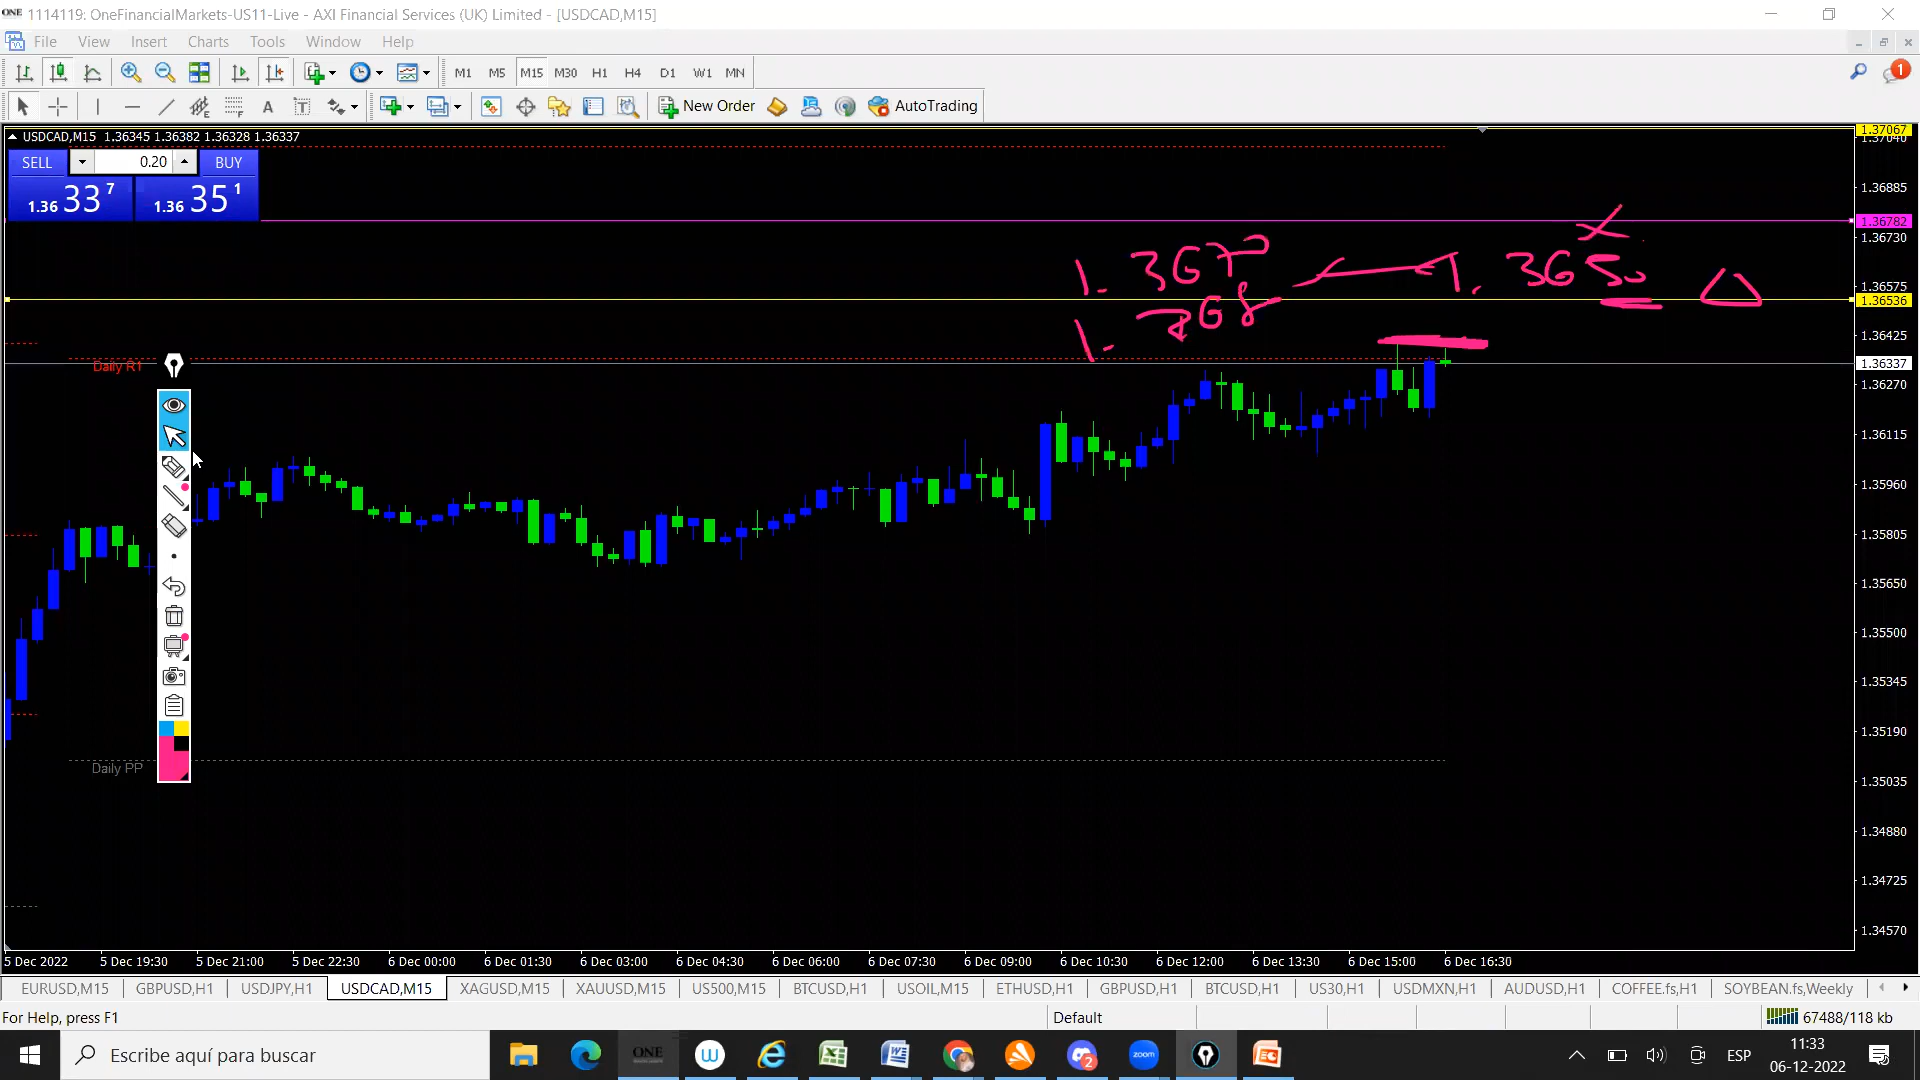 ONE 1114119: OneFinancialMarkets-US11-Live - AXI Financial Services (UK) Limited - [USDCAD,M15]
File View Insert Charts Tools Window Help
M1 M5 M15 M30 H1 H4 D1 W1 MN 1
A T New Order AutoTrading
USDCAD,M15 1.36345 1.36382 1.36328 1.36337
SELL 0.20 BUY
1.36 33 7 1.36 35 1
1.37067
1.37040
1.36885
1.36782
1.36730
1.36575
1.36536
1.36425
1.36337
1.36270
1.36115
1.35960
1.35805
1.35650
1.35500
1.35345
1.35190
1.35035
1.34880
1.34725
1.34570
1.3650
1.367
1.368
Daily R1
Daily PP
5 Dec 2022 5 Dec 19:30 5 Dec 21:00 5 Dec 22:30 6 Dec 00:00 6 Dec 01:30 6 Dec 03:00 6 Dec 04:30 6 Dec 06:00 6 Dec 07:30 6 Dec 09:00 6 Dec 10:30 6 Dec 12:00 6 Dec 13:30 6 Dec 15:00 6 Dec 16:30
EURUSD,M15 GBPUSD,H1 USDJPY,H1 USDCAD,M15 XAGUSD,M15 XAUUSD,M15 US500,M15 BTCUSD,H1 USOIL,M15 ETHUSD,H1 GBPUSD,H1 BTCUSD,H1 US30,H1 USDMXN,H1 AUDUSD,H1 COFFEE.fs,H1 SOYBEAN.fs,Weekly
For Help, press F1 Default 67488/118 kb
Escribe aquí para buscar ONE zoom 2 ESP 11:33
06-12-2022